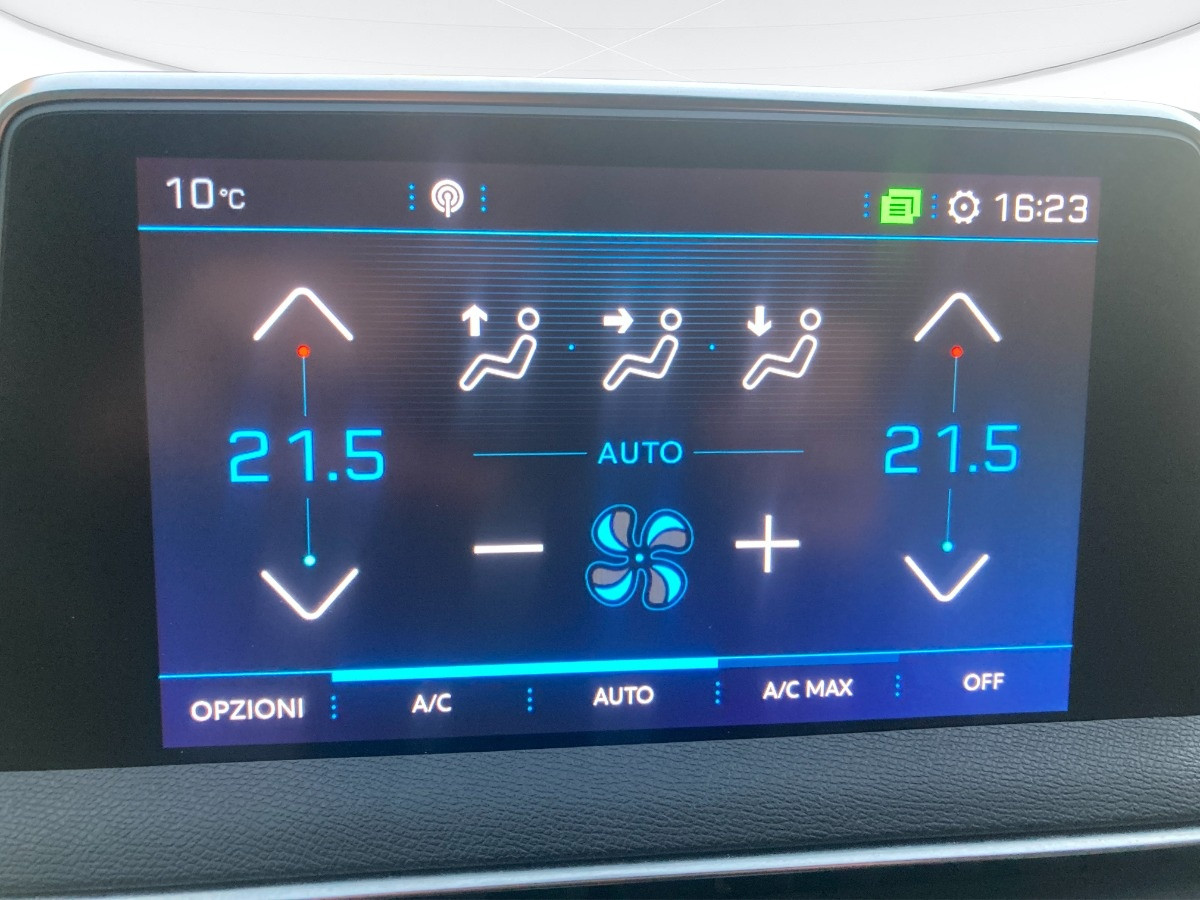 10°C 16:23
21.5 AUTO 21.5
OPZIONI A/C AUTO A/C MAX OFF